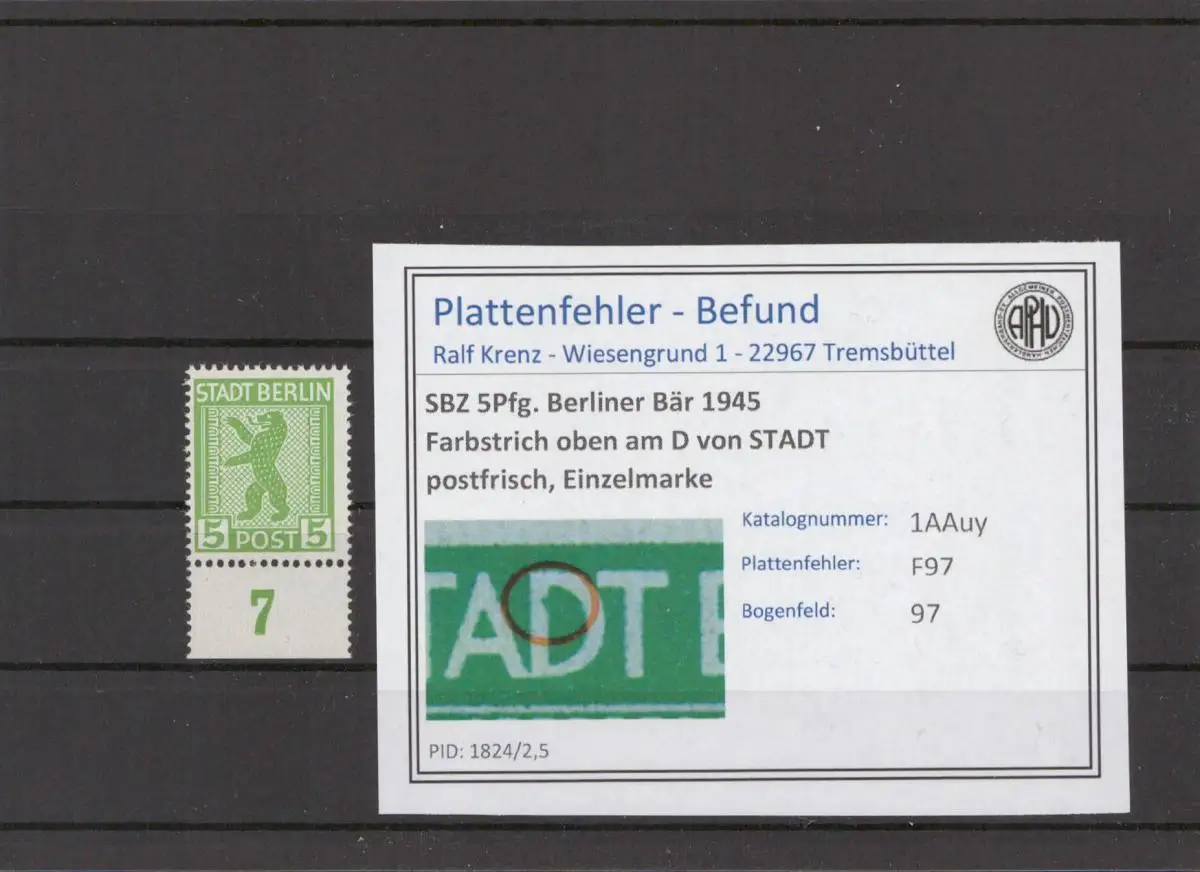 STADT BERLIN
5 POST 5
7
Plattenfehler - Befund
Ralf Krenz - Wiesengrund 1 - 22967 Tremsbüttel
APHV
SBZ 5Pfg. Berliner Bär 1945
Farbstrich oben am D von STADT
postfrisch, Einzelmarke
Katalognummer: 1AAuy
Plattenfehler: F97
Bogenfeld: 97
TADT B
PID: 1824/2,5